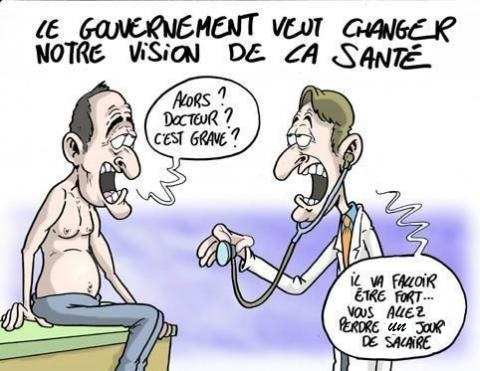 LE GOUVERNEMENT VEUT CHANGER
NOTRE VISION DE LA SANTÉ
ALORS ?
DOCTEUR ?
C'EST GRAVE ?
IL VA FALLOIR
ÊTRE FORT...
VOUS ALLEZ
PERDRE un JOUR
DE SALAIRE